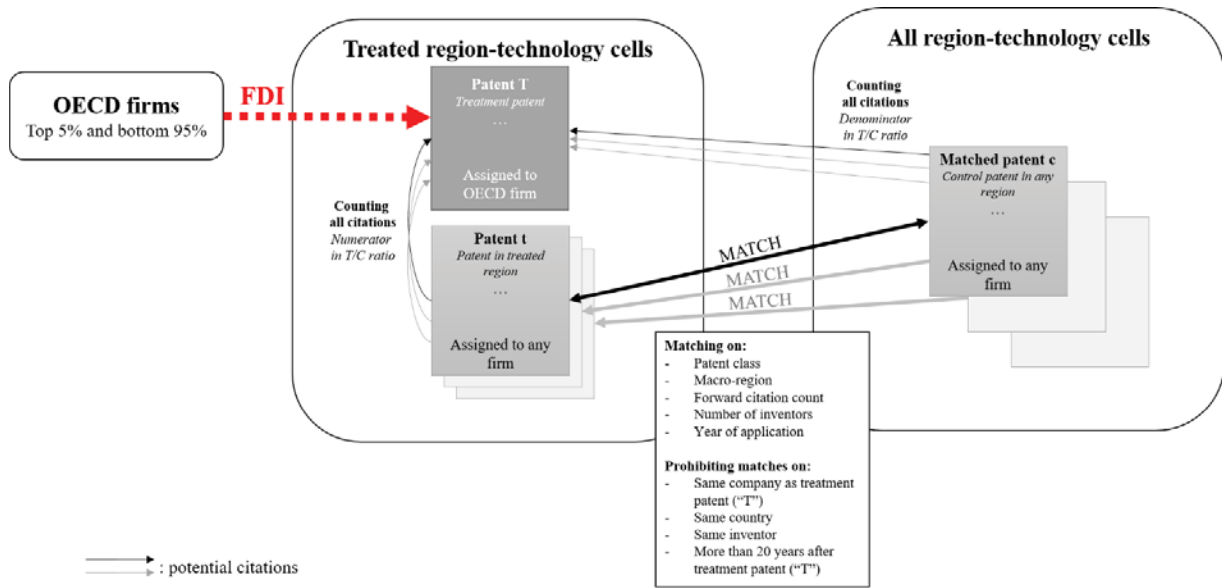 Treated region-technology cells
All region-technology cells
OECD firms
Top 5% and bottom 95%
FDI
Patent T
Treatment patent
...
Assigned to
OECD firm
Counting
all citations
Numerator
in T/C ratio
Patent t
Patent in treated
region
...
Assigned to any
firm
Counting
all citations
Denominator
in T/C ratio
Matched patent c
Control patent in any
region
...
Assigned to any
firm
MATCH
MATCH
MATCH
Matching on:
- Patent class
- Macro-region
- Forward citation count
- Number of inventors
- Year of application
Prohibiting matches on:
- Same company as treatment
patent (“T”)
- Same country
- Same inventor
- More than 20 years after
treatment patent (“T”)
: potential citations